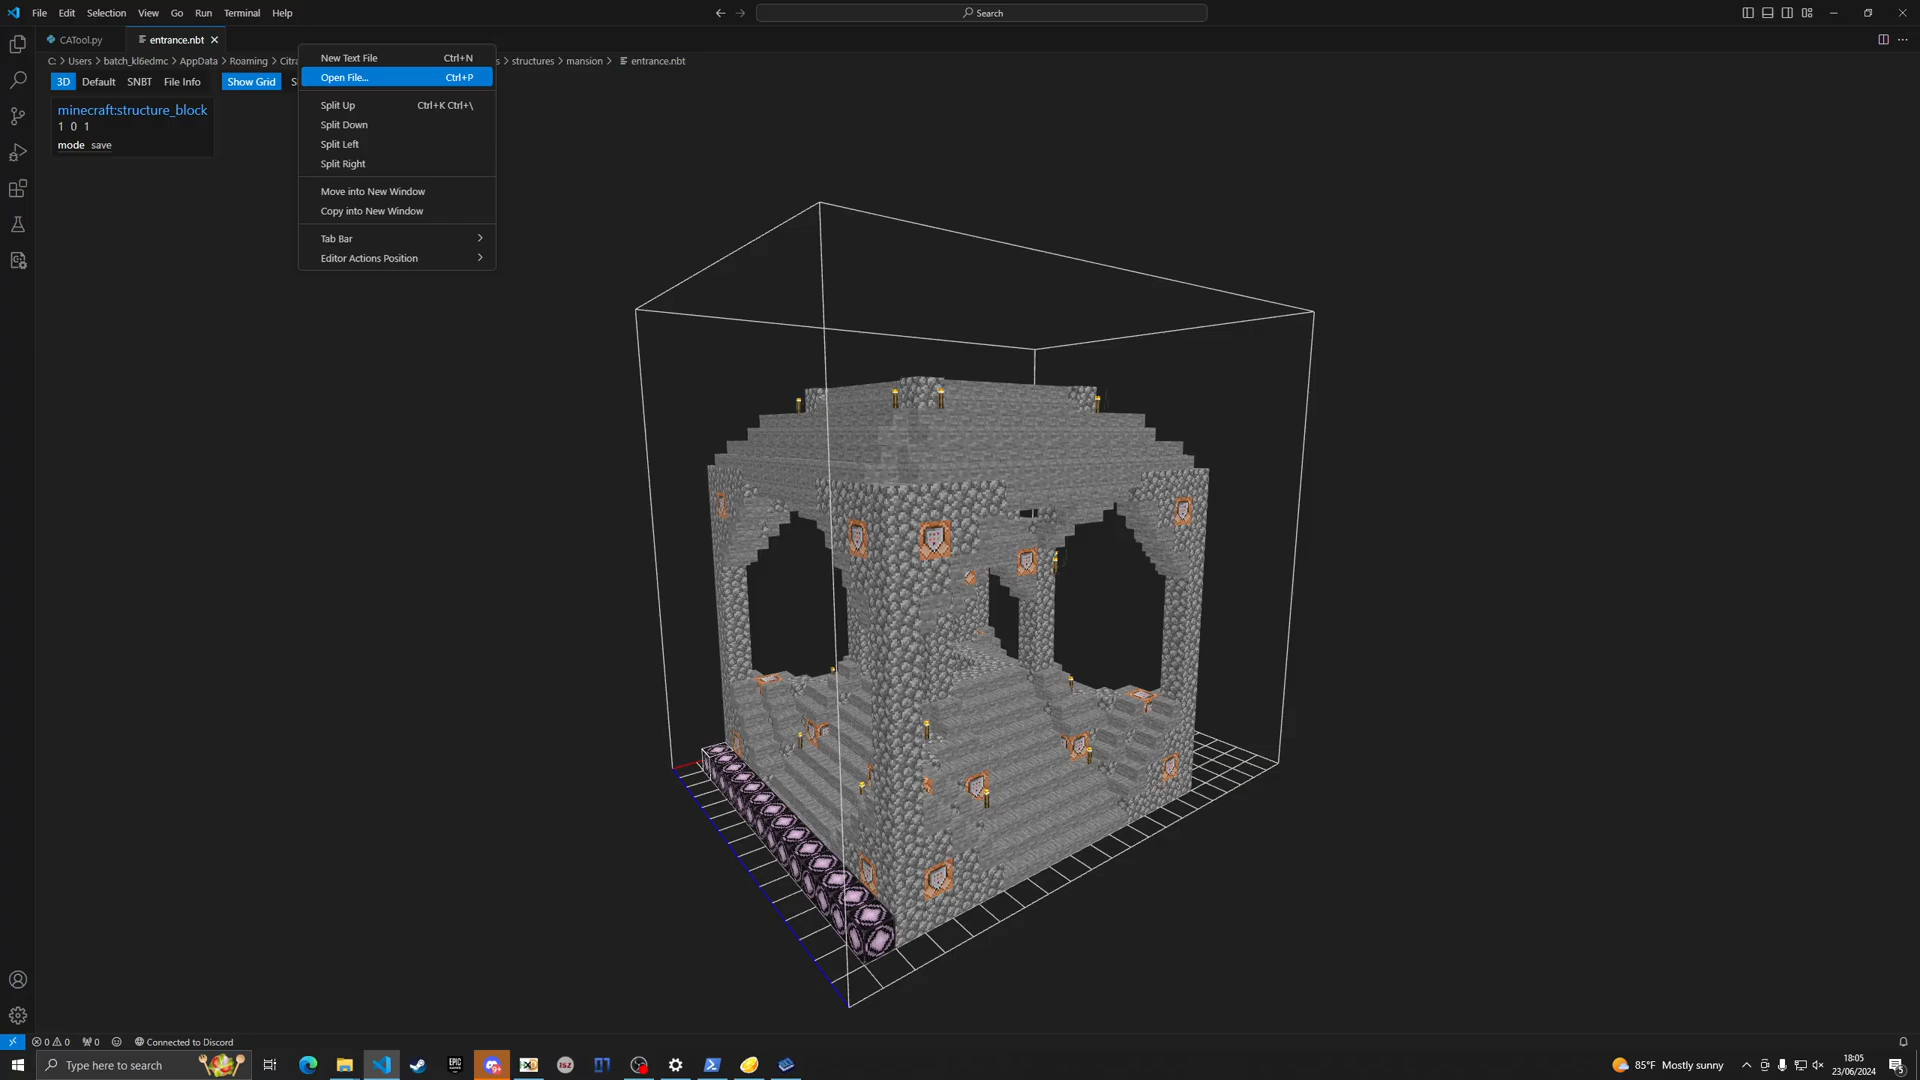 File Edit Selection View Go Run Terminal Help
Search
CATool.py
entrance.nbt
C: > Users > batch_kl6edmc > AppData > Roaming > Citra
s > structures > mansion > entrance.nbt
3D Default SNBT File Info Show Grid S
minecraft:structure_block
1 0 1
mode save
New Text File Ctrl+N
Open File... Ctrl+P
Split Up Ctrl+K Ctrl+\
Split Down
Split Left
Split Right
Move into New Window
Copy into New Window
Tab Bar
Editor Actions Position
0 0 0 Connected to Discord
Type here to search
EPIC GAMES
85°F Mostly sunny
18:05
23/06/2024
5